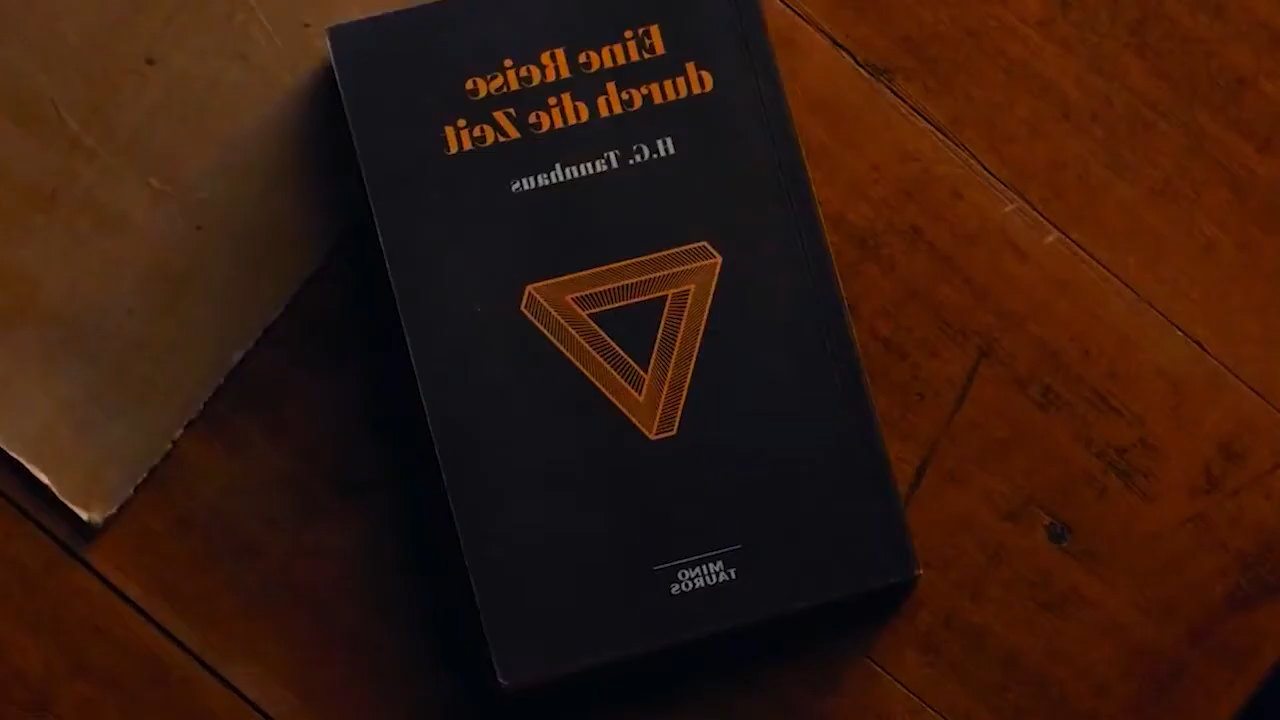 Eine Reise
durch die Zeit
H.G. Tannhaus
MINO
TAUROS